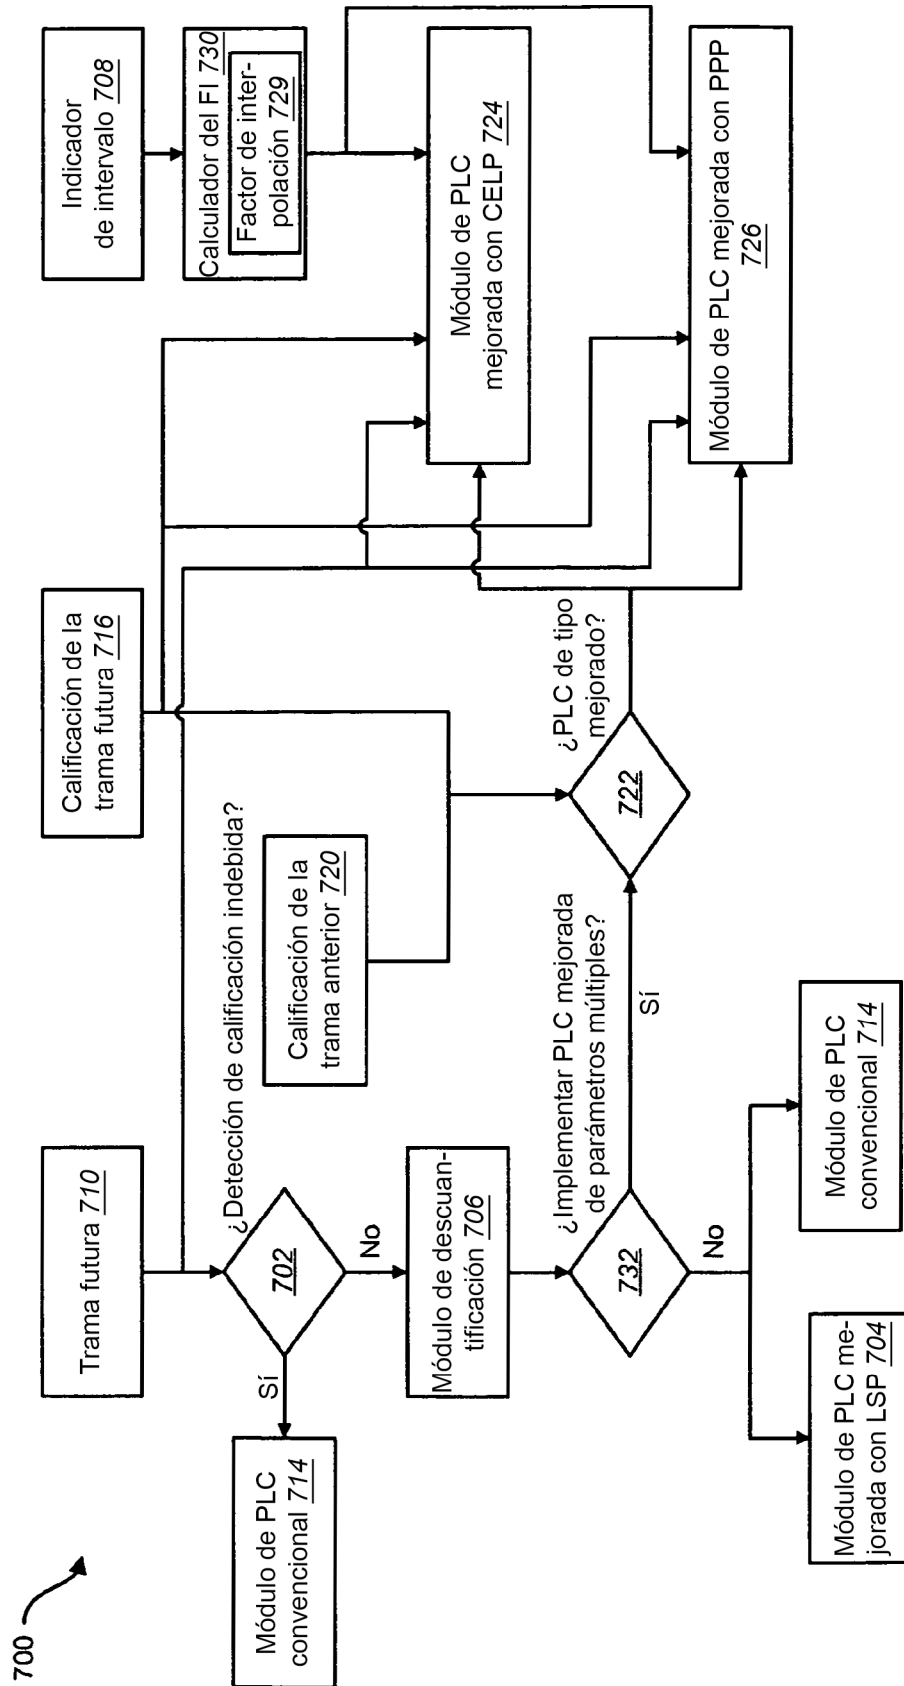 700
Trama futura 710
Calificación de la
trama futura 716
Indicador
de intervalo 708
Calculador del FI 730
Factor de inter-
polación 729
¿Detección de calificación indebida?
702
Sí
No
Módulo de PLC
convencional 714
Calificación de la
trama anterior 720
Módulo de descuan-
tificación 706
Módulo de PLC
mejorada con CELP 724
¿Implementar PLC mejorada
de parámetros múltiples?
732
Sí
No
¿PLC de tipo
mejorado?
722
Módulo de PLC mejorada con PPP
726
Módulo de PLC me-
jorada con LSP 704
Módulo de PLC
convencional 714